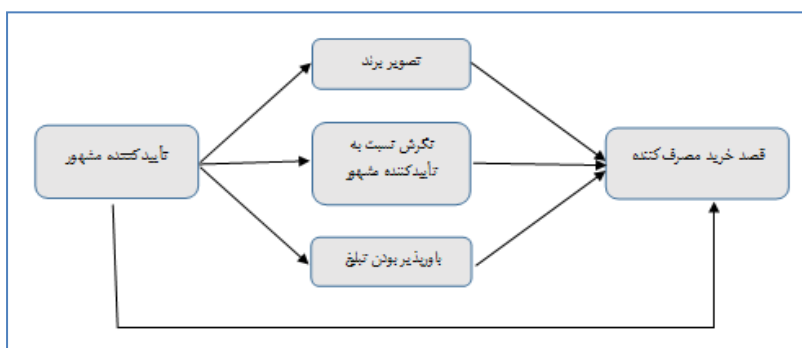 تصویر برند
تأییدکننده مشهور
نگرش نسبت به
تأییدکننده مشهور
قصد خرید مصرف‌کننده
باورپذیر بودن تبلیغ